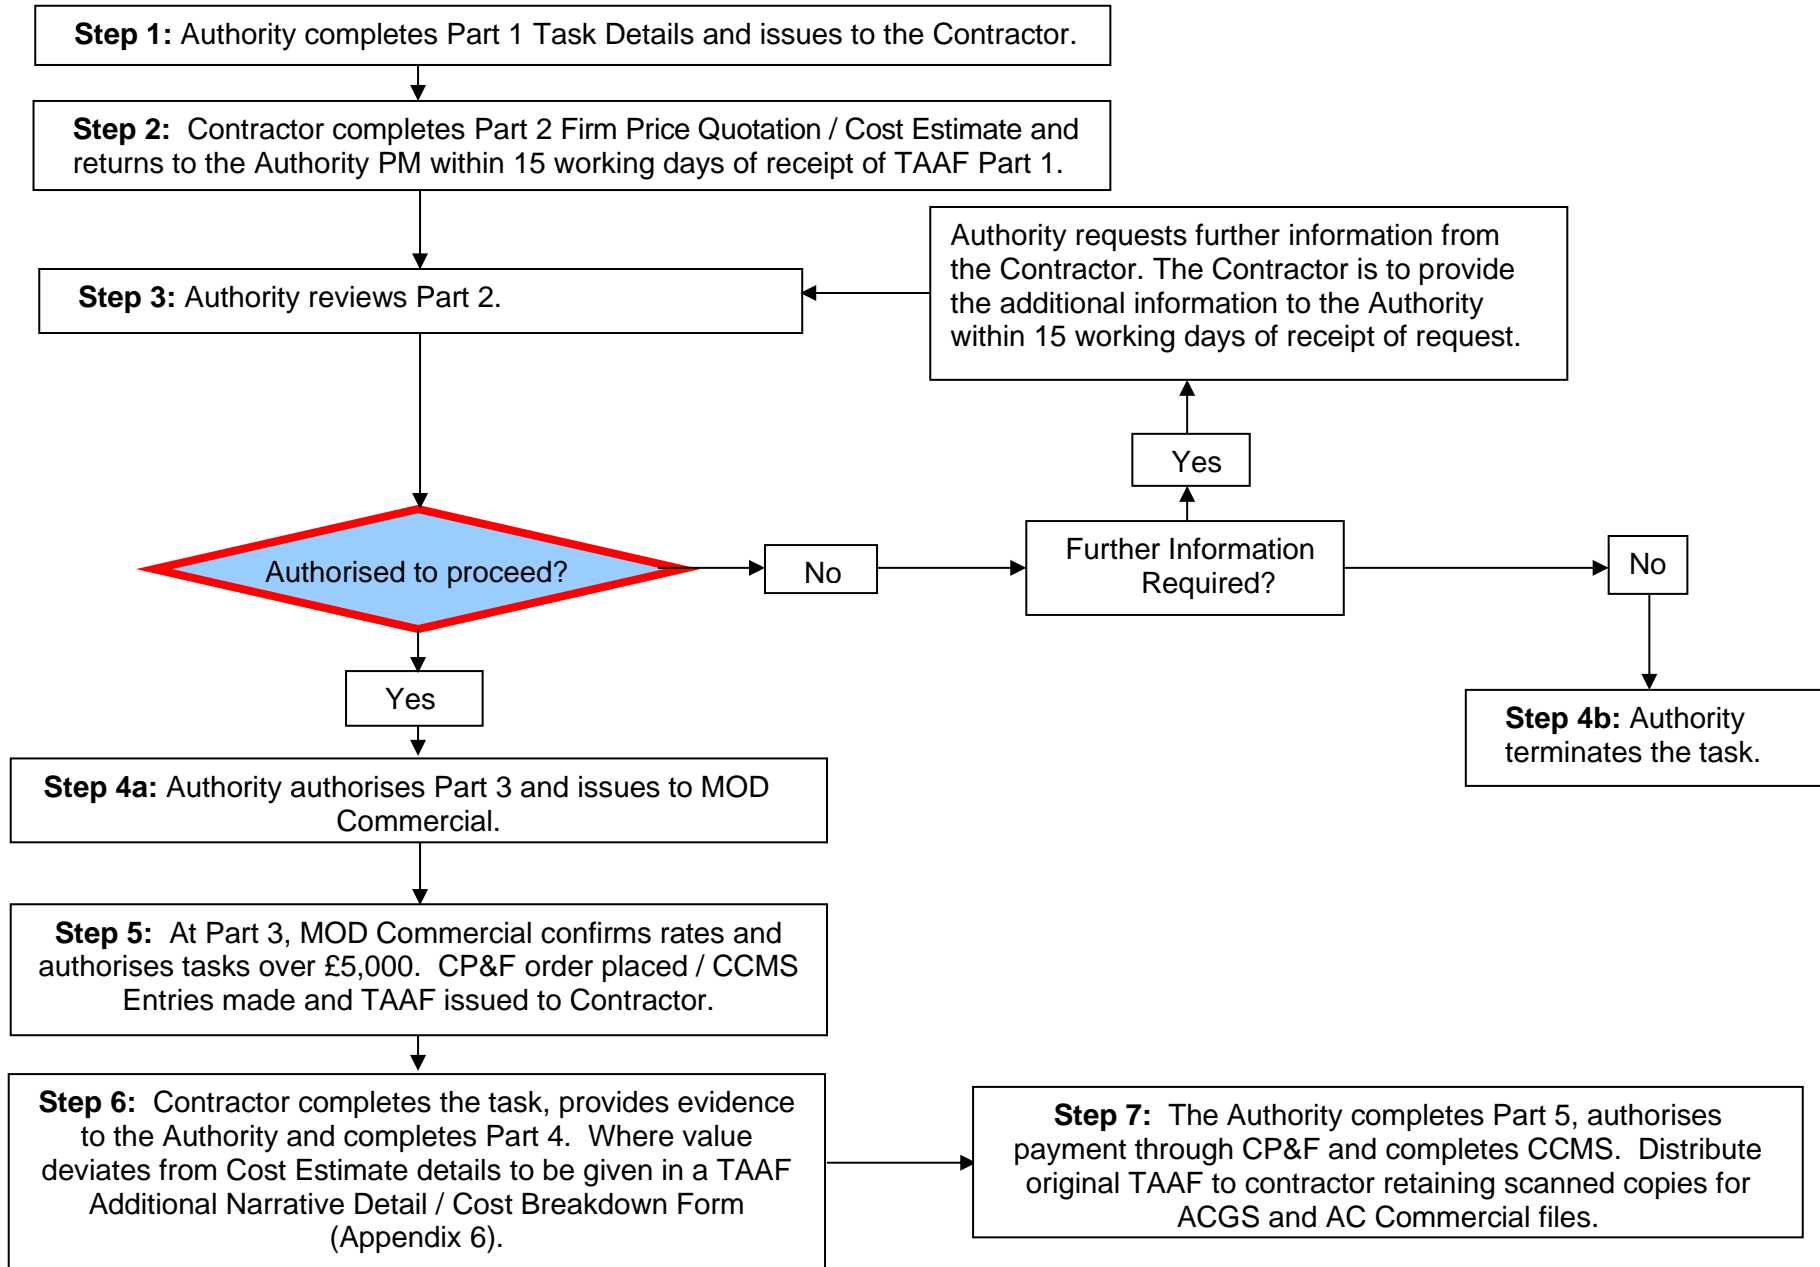 Step 1: Authority completes Part 1 Task Details and issues to the Contractor.
Step 2: Contractor completes Part 2 Firm Price Quotation / Cost Estimate and
returns to the Authority PM within 15 working days of receipt of TAAF Part 1.
Authority requests further information from
the Contractor. The Contractor is to provide
the additional information to the Authority
within 15 working days of receipt of request.
Step 3: Authority reviews Part 2.
Yes
Authorised to proceed?
No
Further Information
Required?
No
Yes
Step 4b: Authority
terminates the task.
Step 4a: Authority authorises Part 3 and issues to MOD
Commercial.
Step 5: At Part 3, MOD Commercial confirms rates and
authorises tasks over £5,000. CP&F order placed / CCMS
Entries made and TAAF issued to Contractor.
Step 6: Contractor completes the task, provides evidence
to the Authority and completes Part 4. Where value
deviates from Cost Estimate details to be given in a TAAF
Additional Narrative Detail / Cost Breakdown Form
(Appendix 6).
Step 7: The Authority completes Part 5, authorises
payment through CP&F and completes CCMS. Distribute
original TAAF to contractor retaining scanned copies for
ACGS and AC Commercial files.